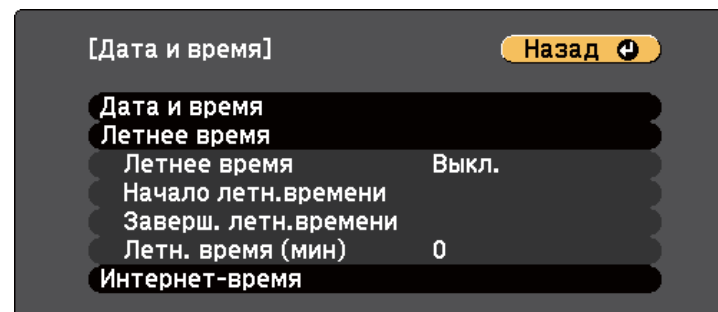 [Дата и время] Назад
Дата и время
Летнее время
Летнее время Выкл.
Начало летн.времени
Заверш. летн.времени
Летн. время (мин) 0
Интернет-время